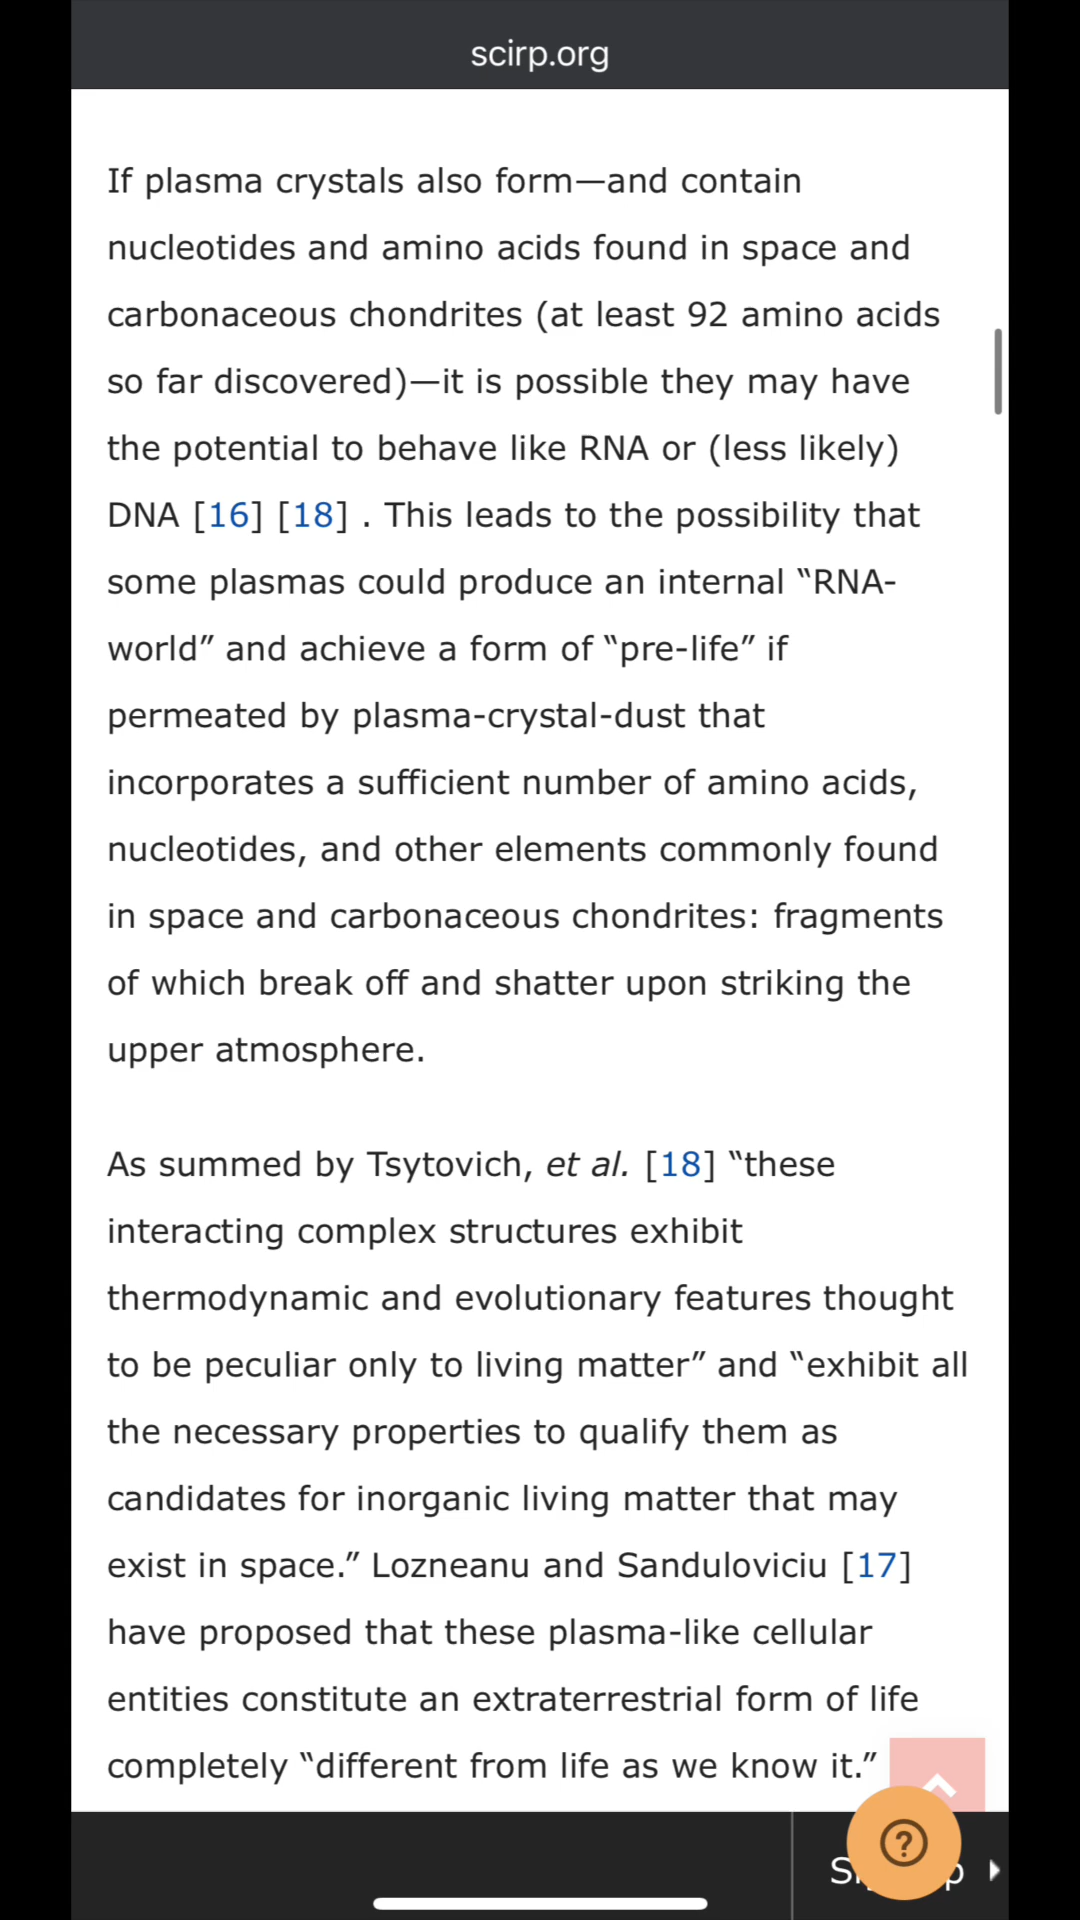 scirp.org
If plasma crystals also form—and contain
nucleotides and amino acids found in space and
carbonaceous chondrites (at least 92 amino acids
so far discovered)—it is possible they may have
the potential to behave like RNA or (less likely)
DNA [16] [18] . This leads to the possibility that
some plasmas could produce an internal “RNA-
world” and achieve a form of “pre-life” if
permeated by plasma-crystal-dust that
incorporates a sufficient number of amino acids,
nucleotides, and other elements commonly found
in space and carbonaceous chondrites: fragments
of which break off and shatter upon striking the
upper atmosphere.
As summed by Tsytovich, et al. [18] “these
interacting complex structures exhibit
thermodynamic and evolutionary features thought
to be peculiar only to living matter” and “exhibit all
the necessary properties to qualify them as
candidates for inorganic living matter that may
exist in space.” Lozneanu and Sanduloviciu [17]
have proposed that these plasma-like cellular
entities constitute an extraterrestrial form of life
completely “different from life as we know it.”
?